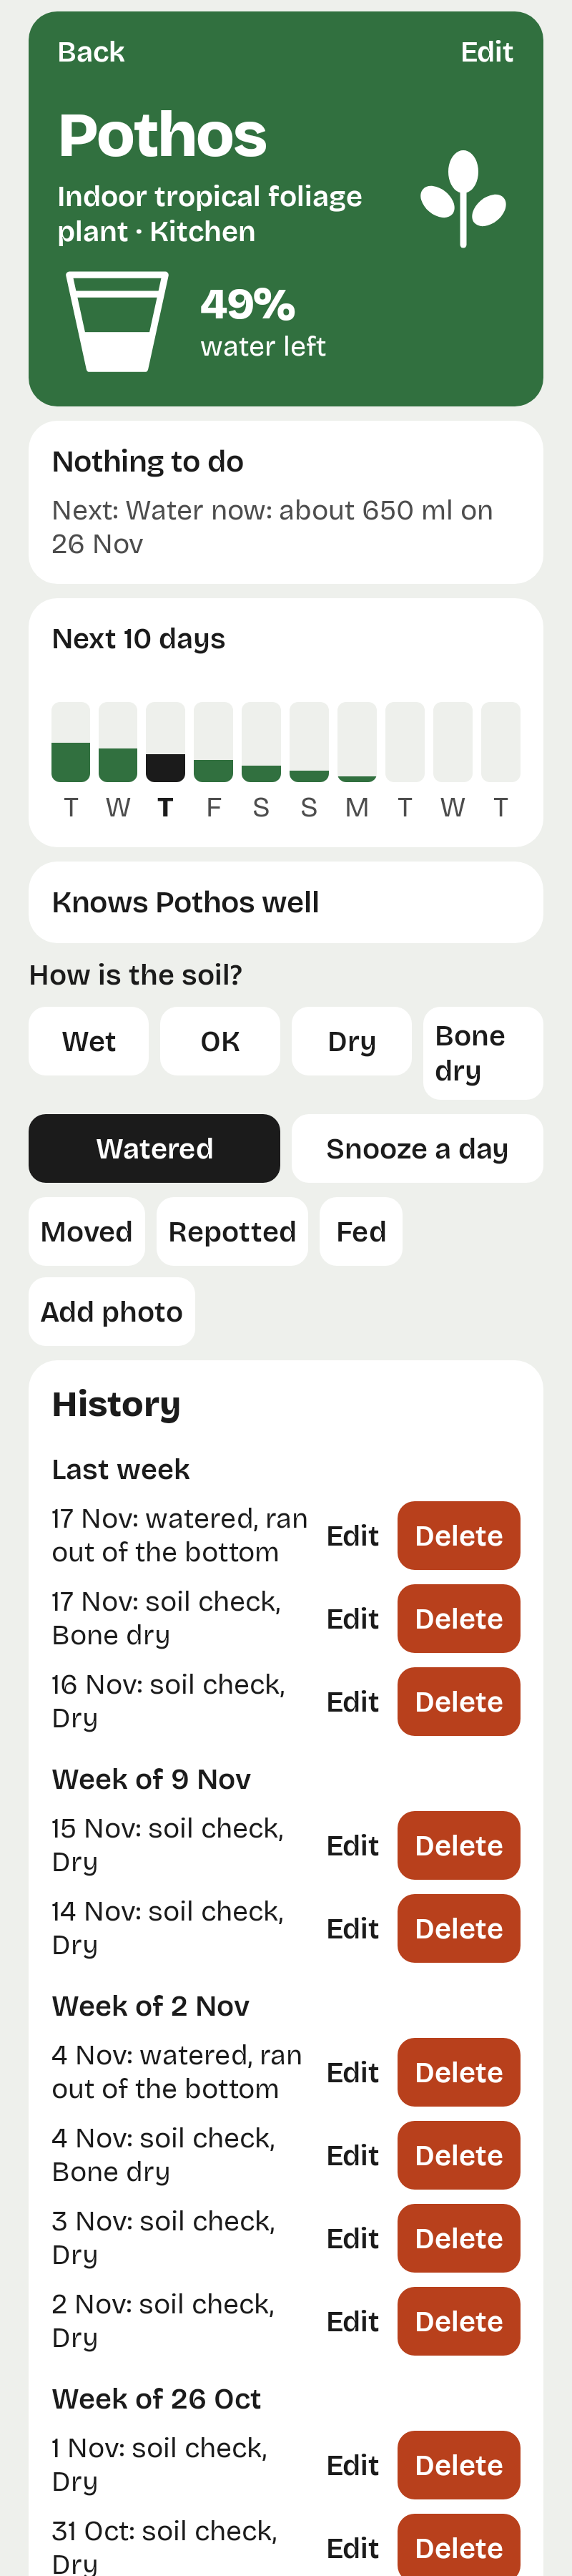 Back
Edit
Pothos
Indoor tropical foliage
plant · Kitchen
49%
water left
Nothing to do
Next: Water now: about 650 ml on
26 Nov
Next 10 days
T W T F S S M T W T
Knows Pothos well
How is the soil?
Wet
OK
Dry
Bone
dry
Watered
Snooze a day
Moved
Repotted
Fed
Add photo
History
Last week
17 Nov: watered, ran
out of the bottom
Edit
Delete
17 Nov: soil check,
Bone dry
Edit
Delete
16 Nov: soil check,
Dry
Edit
Delete
Week of 9 Nov
15 Nov: soil check,
Dry
Edit
Delete
14 Nov: soil check,
Dry
Edit
Delete
Week of 2 Nov
4 Nov: watered, ran
out of the bottom
Edit
Delete
4 Nov: soil check,
Bone dry
Edit
Delete
3 Nov: soil check,
Dry
Edit
Delete
2 Nov: soil check,
Dry
Edit
Delete
Week of 26 Oct
1 Nov: soil check,
Dry
Edit
Delete
31 Oct: soil check,
Dry
Edit
Delete